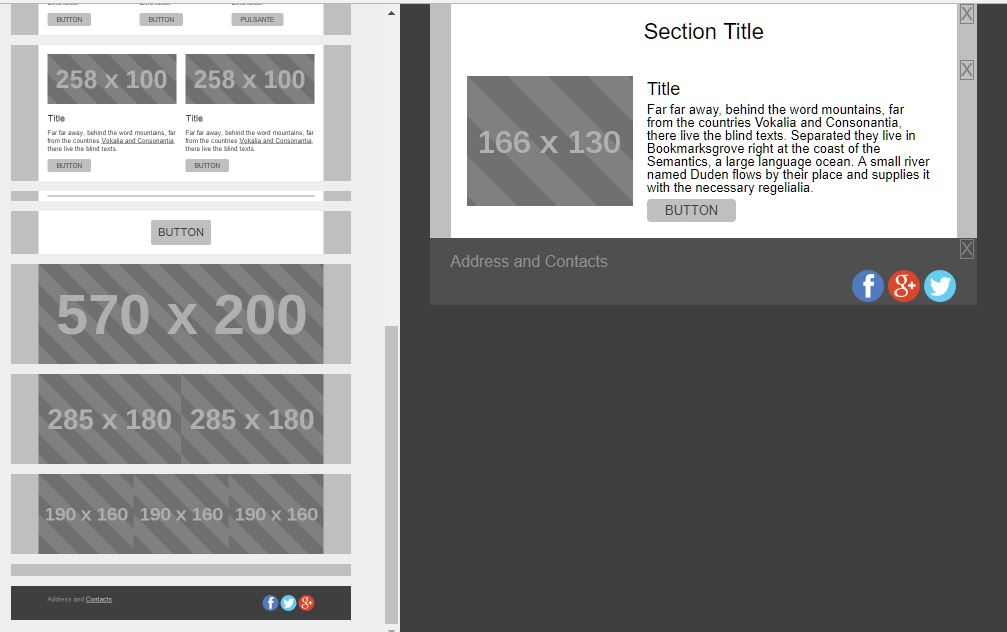 BUTTON BUTTON PULSANTE
258 x 100 258 x 100
Title Title
Far far away, behind the word mountains, far Far far away, behind the word mountains, far
from the countries Vokalia and Consonantia, from the countries Vokalia and Consonantia,
there live the blind texts. there live the blind texts.
BUTTON BUTTON
BUTTON
570 x 200
285 x 180 285 x 180
190 x 160 190 x 160 190 x 160
Address and Contacts
X
Section Title
X
166 x 130
Title
Far far away, behind the word mountains, far
from the countries Vokalia and Consonantia,
there live the blind texts. Separated they live in
Bookmarksgrove right at the coast of the
Semantics, a large language ocean. A small river
named Duden flows by their place and supplies it
with the necessary regelialia.
BUTTON
X
Address and Contacts
f g+